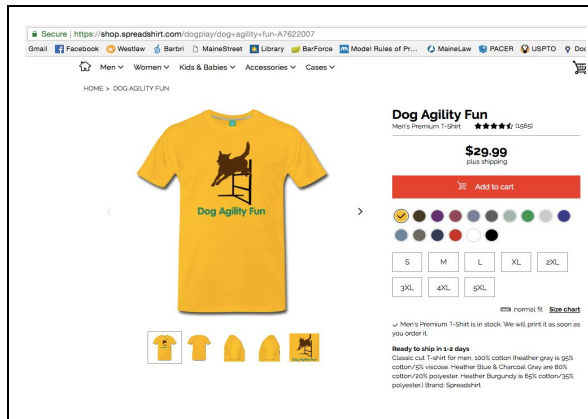 Secure | https://shop.spreadshirt.com/dogplay/dog+agility+fun-A7622007
Gmail Facebook Westlaw Barbri MaineStreet Library BarForce Model Rules of Pr... MaineLaw PACER USPTO Doc
Men Women Kids & Babies Accessories Cases
HOME > DOG AGILITY FUN
Dog Agility Fun
Men's Premium T-Shirt (1565)
$29.99
plus shipping
Add to cart
Dog Agility Fun
S M L XL 2XL
3XL 4XL 5XL
normal fit Size chart
Men's Premium T-Shirt is in stock. We will print it as soon as
you order it.
Ready to ship in 1-2 days
Classic cut T-shirt for men, 100% cotton (heather gray is 95%
cotton/5% viscose. Heather Blue & Charcoal Gray are 80%
cotton/20% polyester. Heather Burgundy is 65% cotton/35%
polyester.) Brand: Spreadshirt
Dog Agility Fun